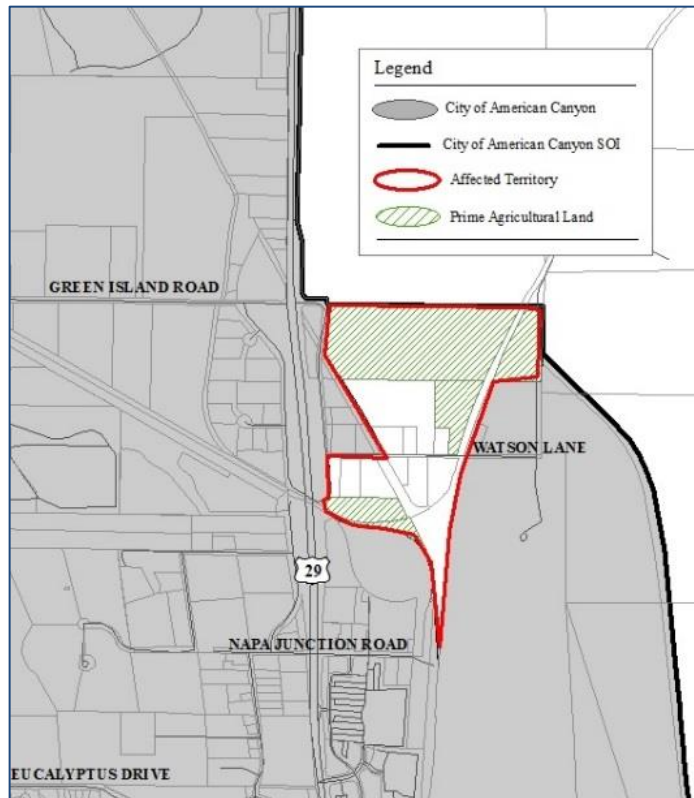 Legend
City of American Canyon
City of American Canyon SOI
Affected Territory
Prime Agricultural Land
GREEN ISLAND ROAD
WATSON LANE
29
NAPA JUNCTION ROAD
EUCALYPTUS DRIVE